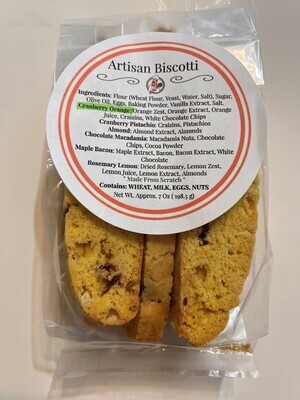 Artisan Biscotti
Ingredients: Flour (Wheat Flour, Yeast, Water, Salt), Sugar,
Olive Oil, Eggs, Baking Powder, Vanilla Extract, Salt,
Cranberry Orange: Orange Zest, Orange Extract, Orange
Juice, Craisins, White Chocolate Chips
Cranberry Pistachio: Craisins, Pistachios
Almond: Almond Extract, Almonds
Chocolate Macadamia: Macadamia Nuts, Chocolate
Chips, Cocoa Powder
Maple Bacon: Maple Extract, Bacon, Bacon Extract, White
Chocolate
Rosemary Lemon: Dried Rosemary, Lemon Zest,
Lemon Juice, Lemon Extract, Almonds
"Made From Scratch"
Contains: WHEAT, MILK, EGGS, NUTS
Net Wt. Approx. 7 Oz (198.5 g)